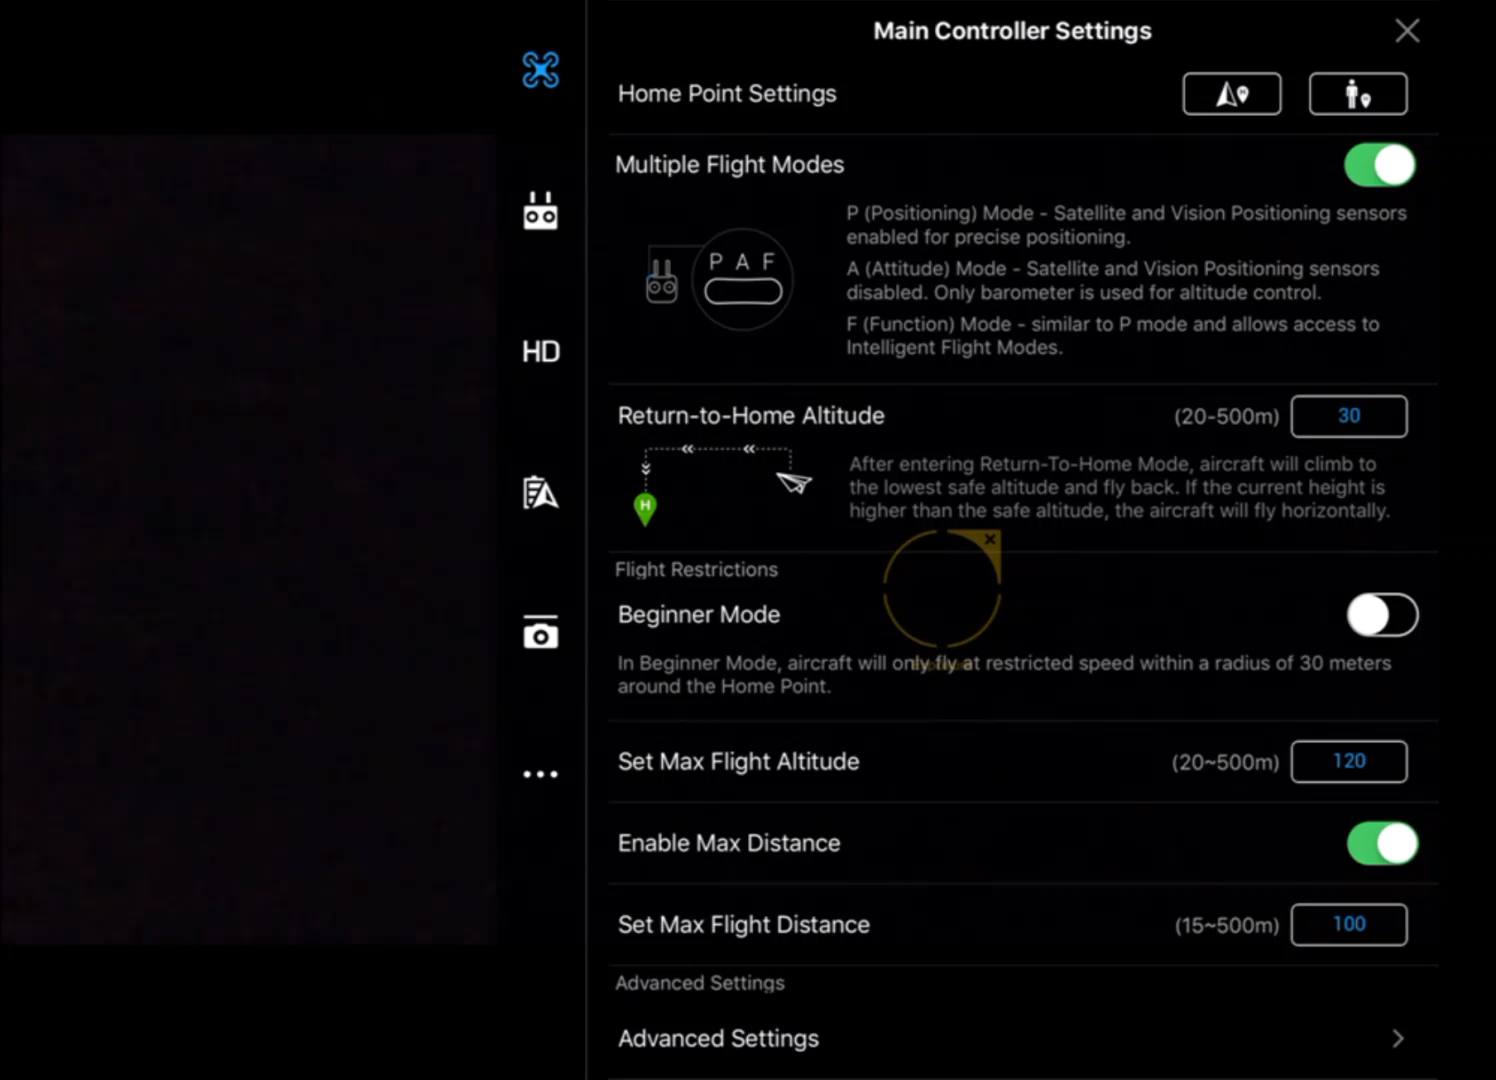 Main Controller Settings
Home Point Settings
Multiple Flight Modes
P (Positioning) Mode - Satellite and Vision Positioning sensors
enabled for precise positioning.
P A F
A (Attitude) Mode - Satellite and Vision Positioning sensors
disabled. Only barometer is used for altitude control.
F (Function) Mode - similar to P mode and allows access to
Intelligent Flight Modes.
HD
Return-to-Home Altitude (20-500m) 30
After entering Return-To-Home Mode, aircraft will climb to
the lowest safe altitude and fly back. If the current height is
higher than the safe altitude, the aircraft will fly horizontally.
H
Flight Restrictions
Beginner Mode
In Beginner Mode, aircraft will only fly at restricted speed within a radius of 30 meters
around the Home Point.
Set Max Flight Altitude (20~500m) 120
Enable Max Distance
Set Max Flight Distance (15~500m) 100
Advanced Settings
Advanced Settings